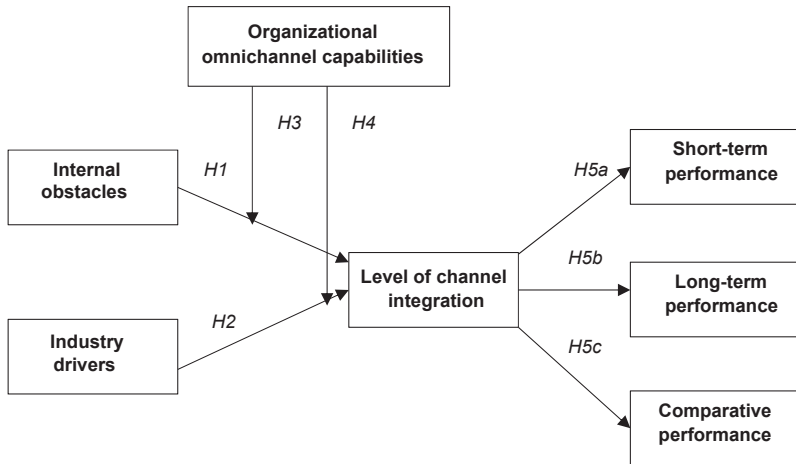 Organizational
omnichannel capabilities
H3
H4
Internal
obstacles
H1
Short-term
performance
H5a
Level of channel
integration
H5b
Long-term
performance
Industry
drivers
H2
H5c
Comparative
performance